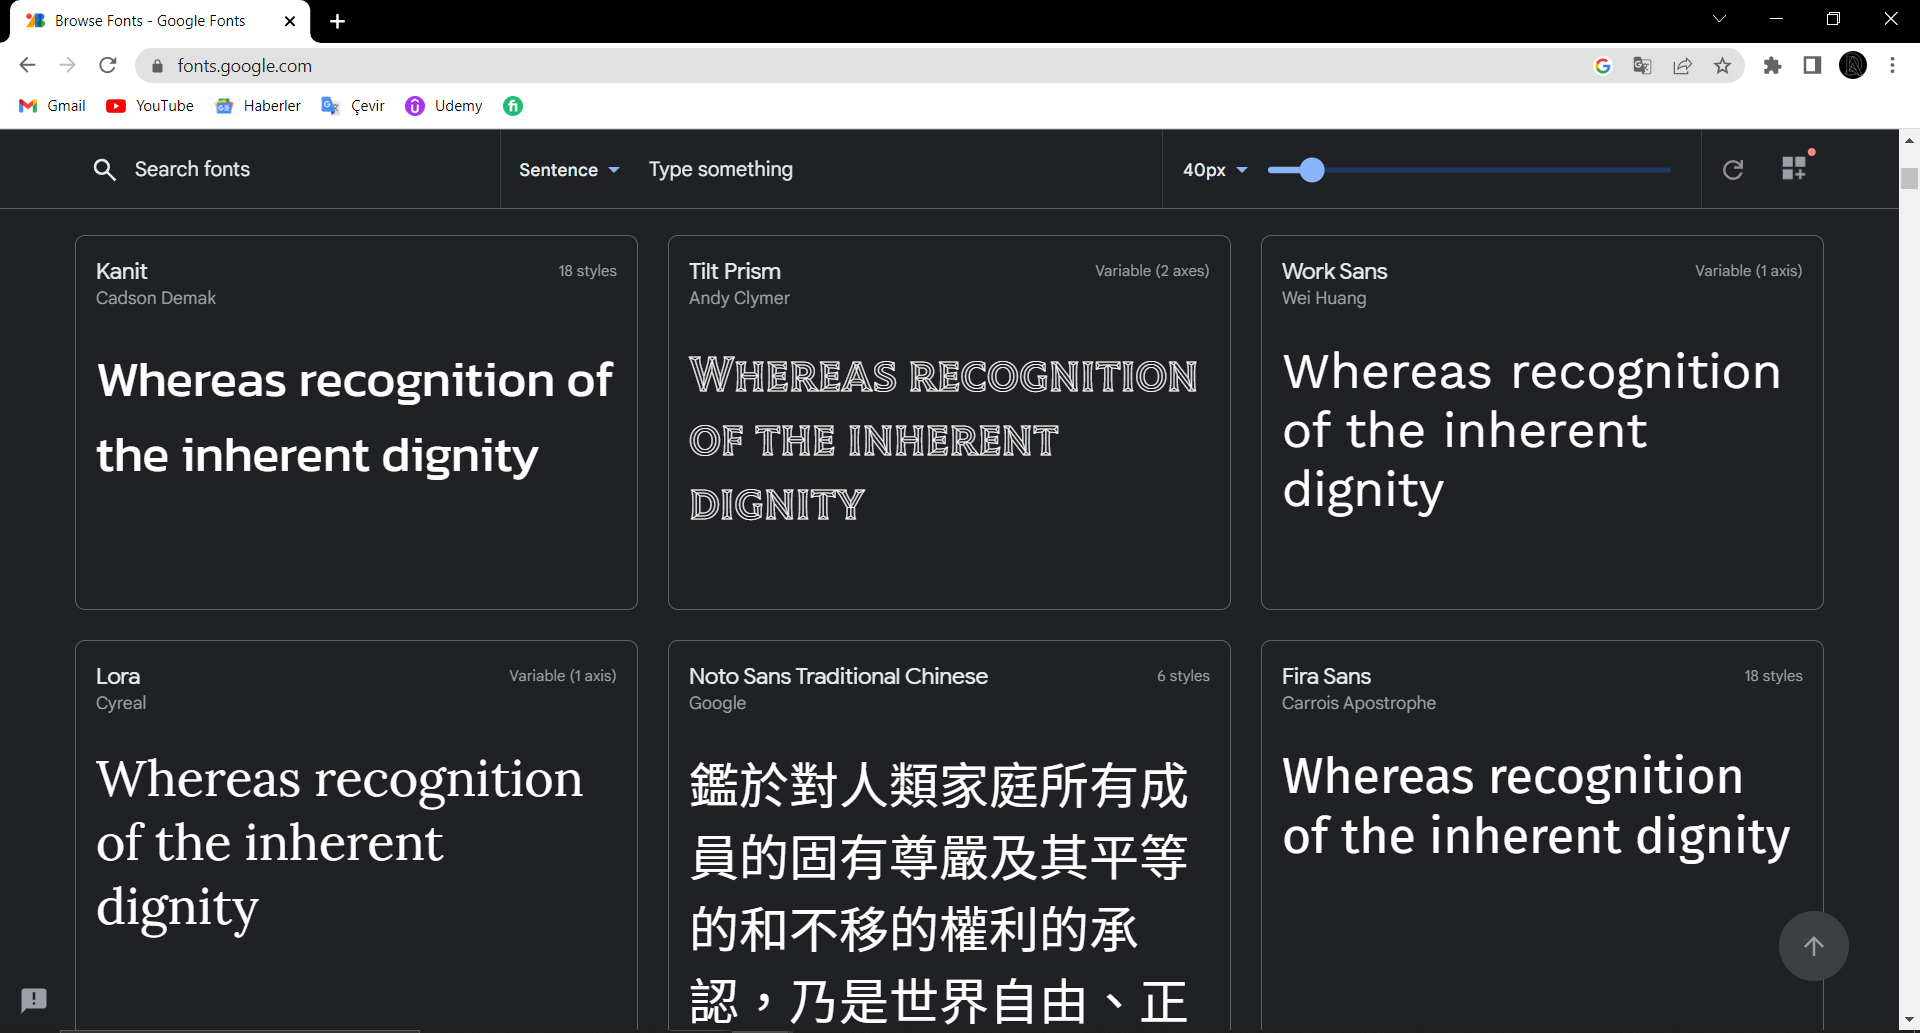 Browse Fonts - Google Fonts
fonts.google.com
Gmail YouTube Haberler Çevir Udemy
Search fonts Sentence Type something 40px
Kanit 18 styles
Cadson Demak
Whereas recognition of
the inherent dignity
Tilt Prism Variable (2 axes)
Andy Clymer
Whereas recognition
of the inherent
dignity
Work Sans Variable (1 axis)
Wei Huang
Whereas recognition
of the inherent
dignity
Lora Variable (1 axis)
Cyreal
Whereas recognition
of the inherent
dignity
Noto Sans Traditional Chinese 6 styles
Google
鑑於對人類家庭所有成
員的固有尊嚴及其平等
的和不移的權利的承
認，乃是世界自由、正
Fira Sans 18 styles
Carrois Apostrophe
Whereas recognition
of the inherent dignity